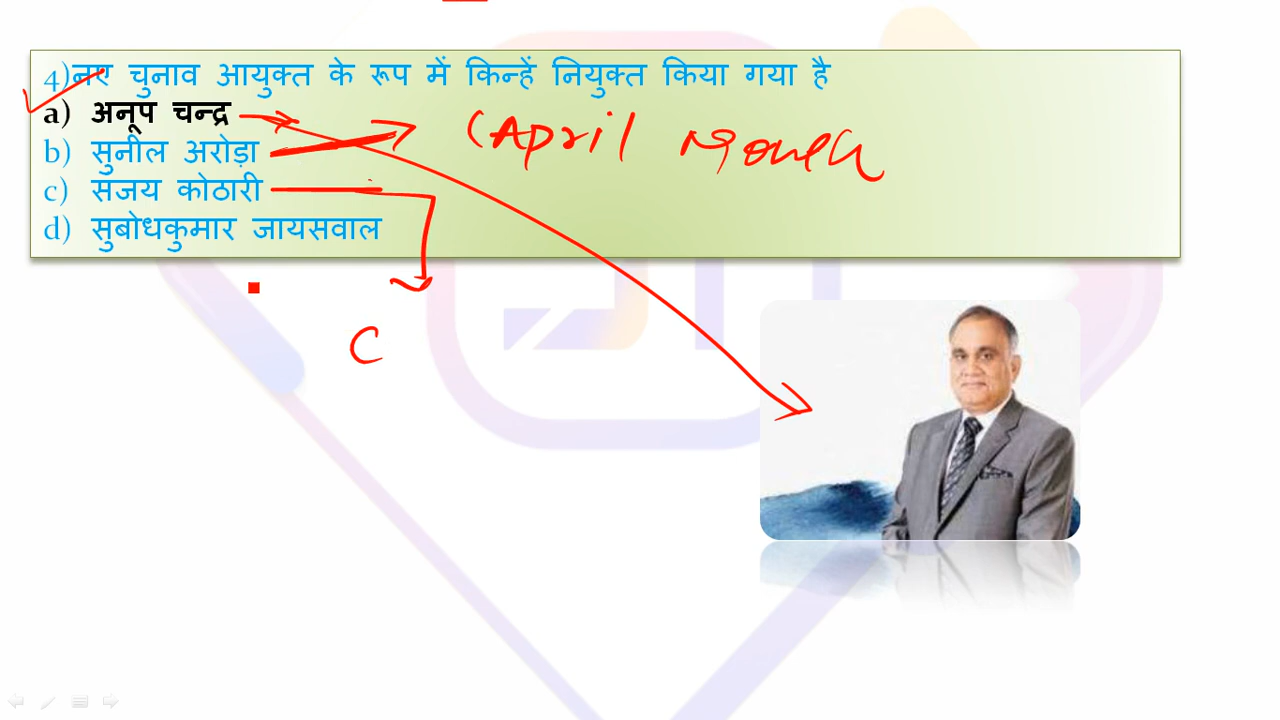 4)नए चुनाव आयुक्त के रूप में किन्हें नियुक्त किया गया है
a) अनूप चन्द्र
b) सुनील अरोड़ा
(April Month
c) संजय कोठारी
d) सुबोधकुमार जायसवाल
C